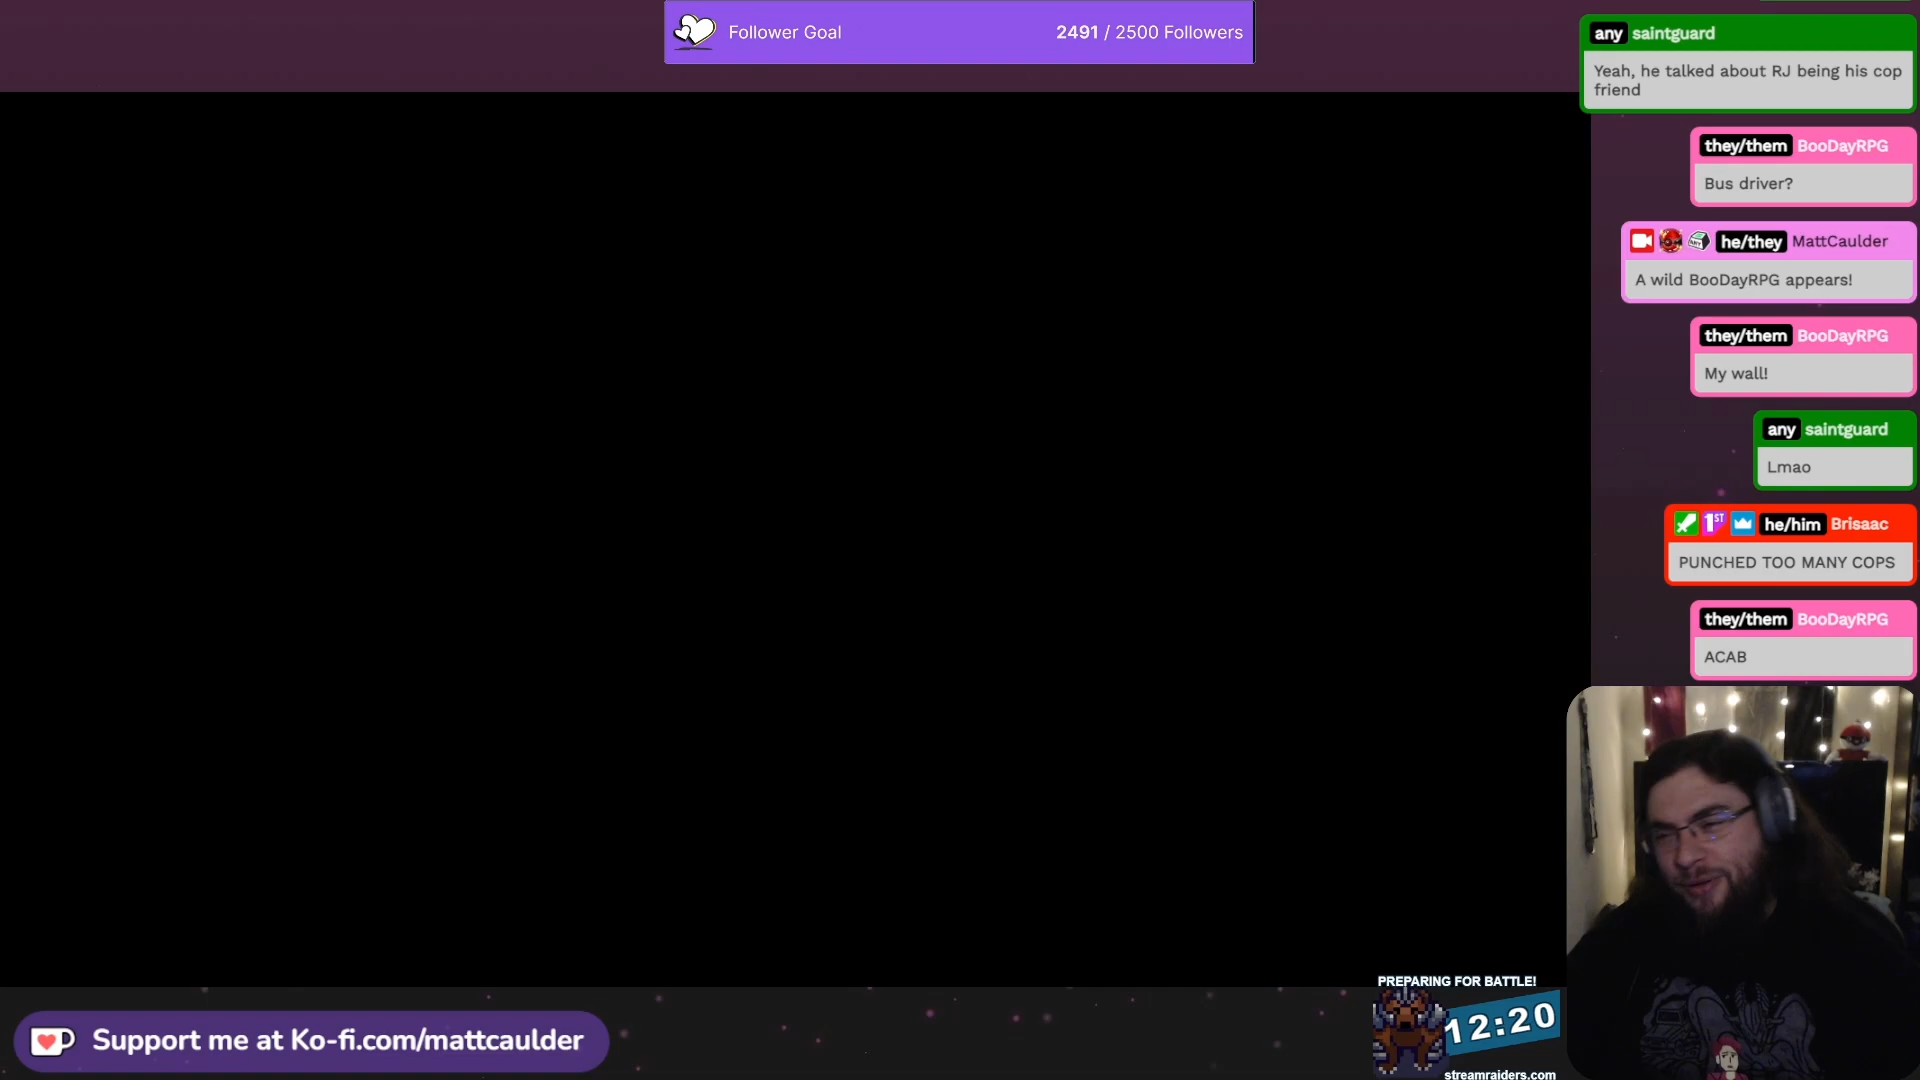 Follower Goal
2491 / 2500 Followers
any saintguard
Yeah, he talked about RJ being his cop
friend
they/them BooDayRPG
Bus driver?
he/they MattCaulder
A wild BooDayRPG appears!
they/them BooDayRPG
My wall!
any saintguard
Lmao
1ST he/him Brisaac
PUNCHED TOO MANY COPS
they/them BooDayRPG
ACAB
PREPARING FOR BATTLE!
12:20
streamraiders.com
Support me at Ko-fi.com/mattcaulder